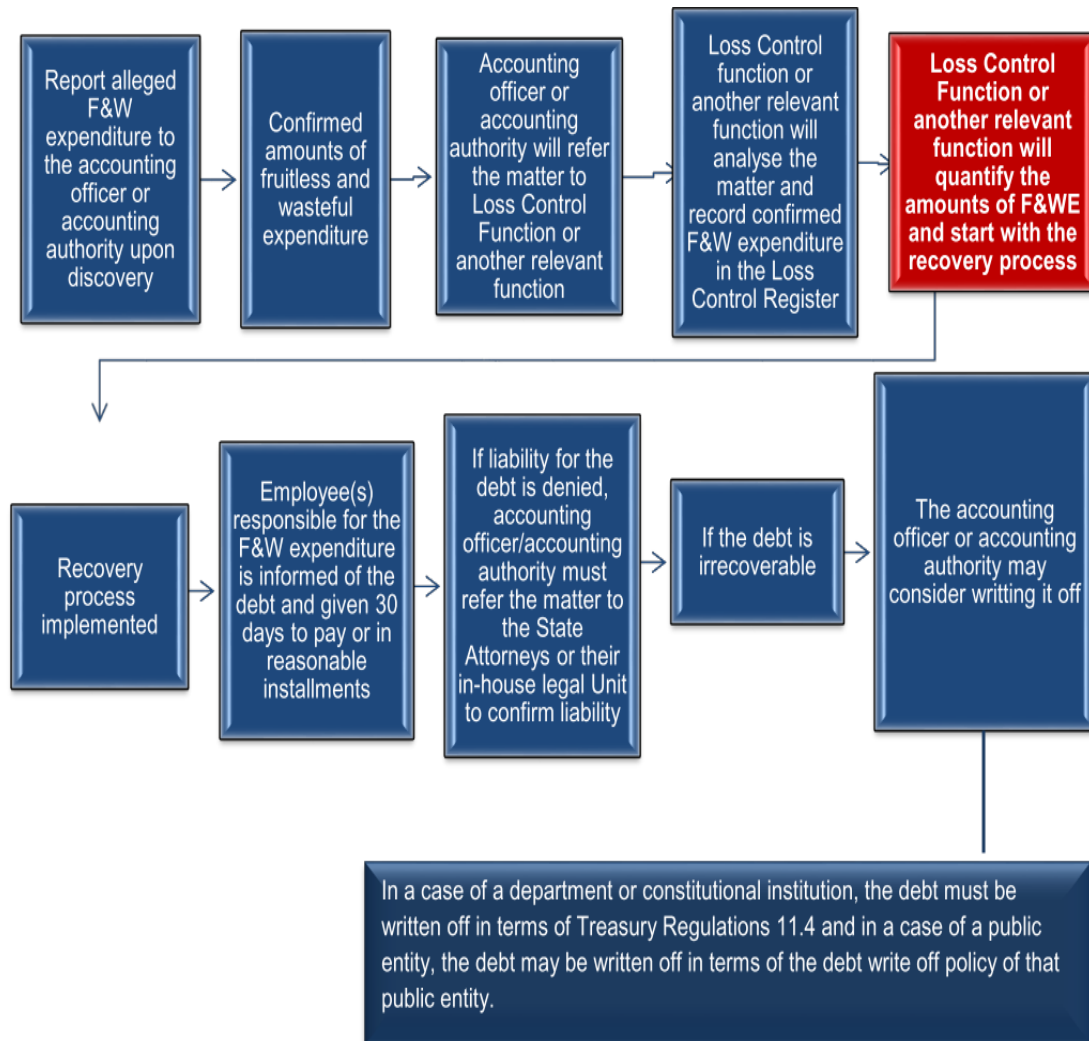 Report alleged
F&W
expenditure to
the accounting
officer or
accounting
authority upon
discovery
Confirmed
amounts of
fruitless and
wasteful
expenditure
Accounting
officer or
accounting
authority will refer
the matter to
Loss Control
Function or
another relevant
function
Loss Control
function or
another relevant
function will
analyse the
matter and
record confirmed
F&W expenditure
in the Loss
Control Register
Loss Control
Function or
another relevant
function will
quantify the
amounts of F&WE
and start with the
recovery process
Recovery
process
implemented
Employee(s)
responsible for the
F&W expenditure
is informed of the
debt and given 30
days to pay or in
reasonable
installments
If liability for the
debt is denied,
accounting
officer/accounting
authority must
refer the matter to
the State
Attorneys or their
in-house legal Unit
to confirm liability
If the debt is
irrecoverable
The accounting
officer or accounting
authority may
consider writting it off
In a case of a department or constitutional institution, the debt must be
written off in terms of Treasury Regulations 11.4 and in a case of a public
entity, the debt may be written off in terms of the debt write off policy of that
public entity.